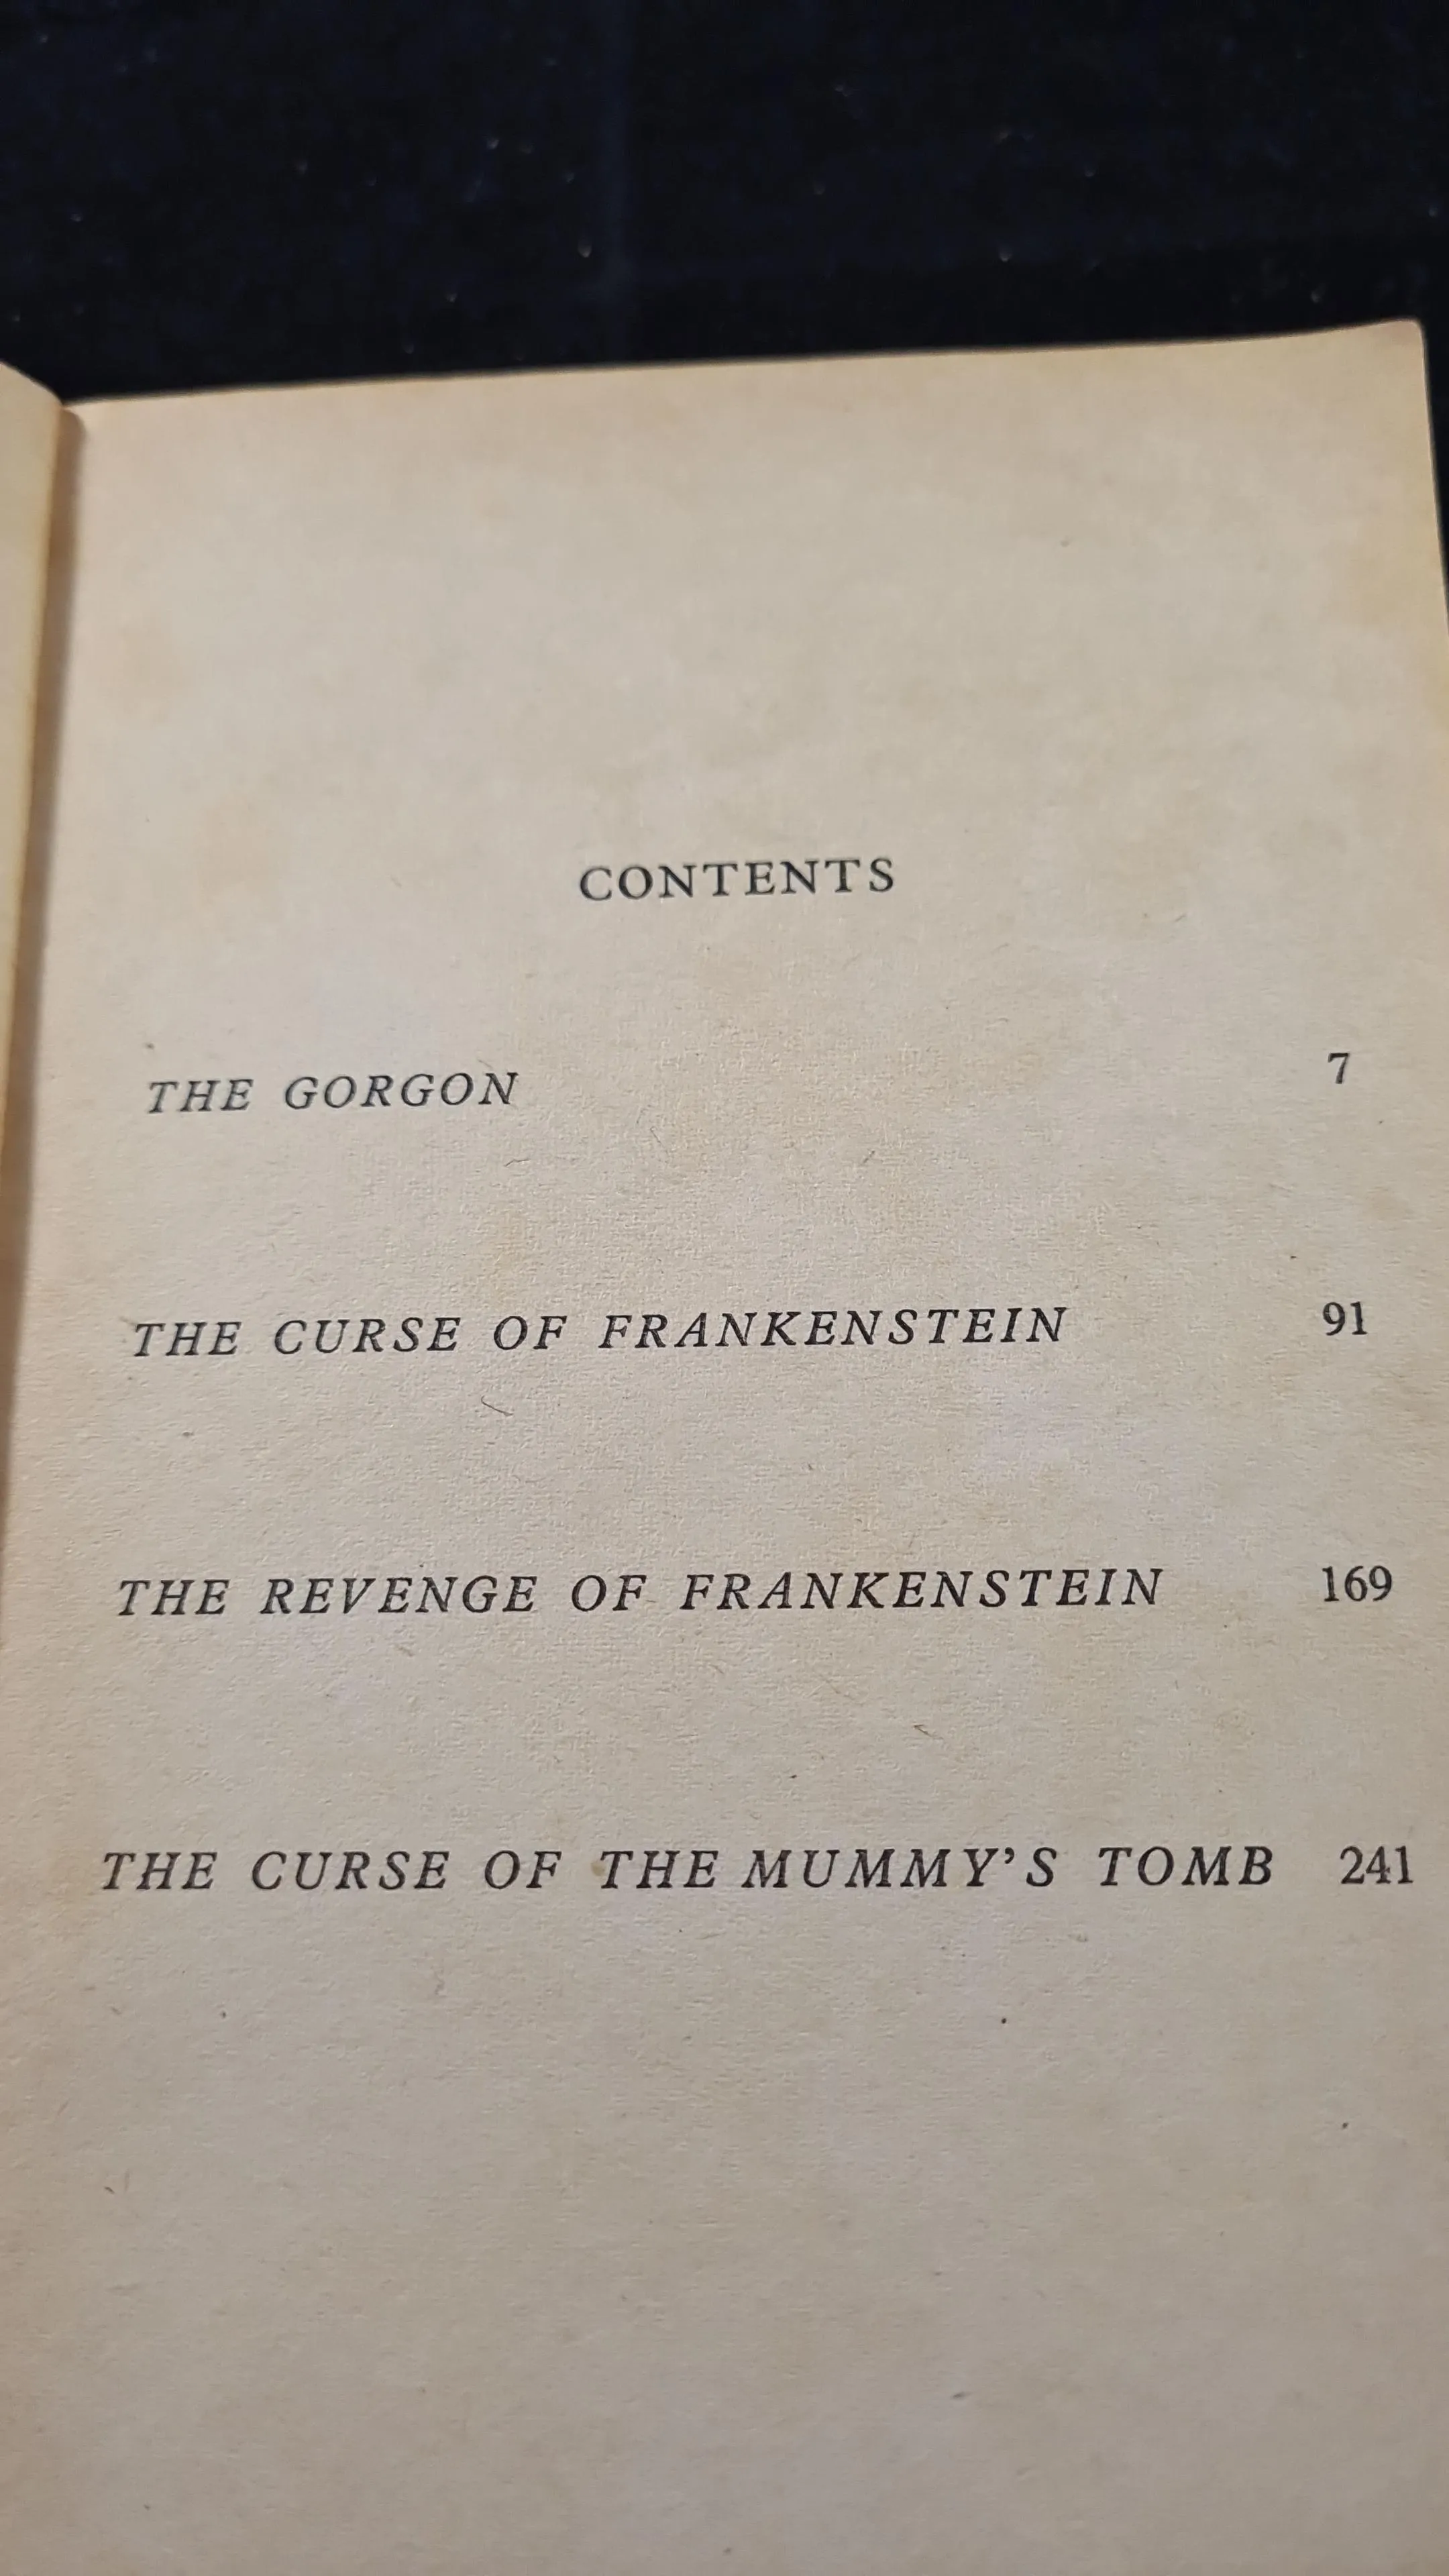 CONTENTS
THE GORGON 7
THE CURSE OF FRANKENSTEIN 91
THE REVENGE OF FRANKENSTEIN 169
THE CURSE OF THE MUMMY'S TOMB 241